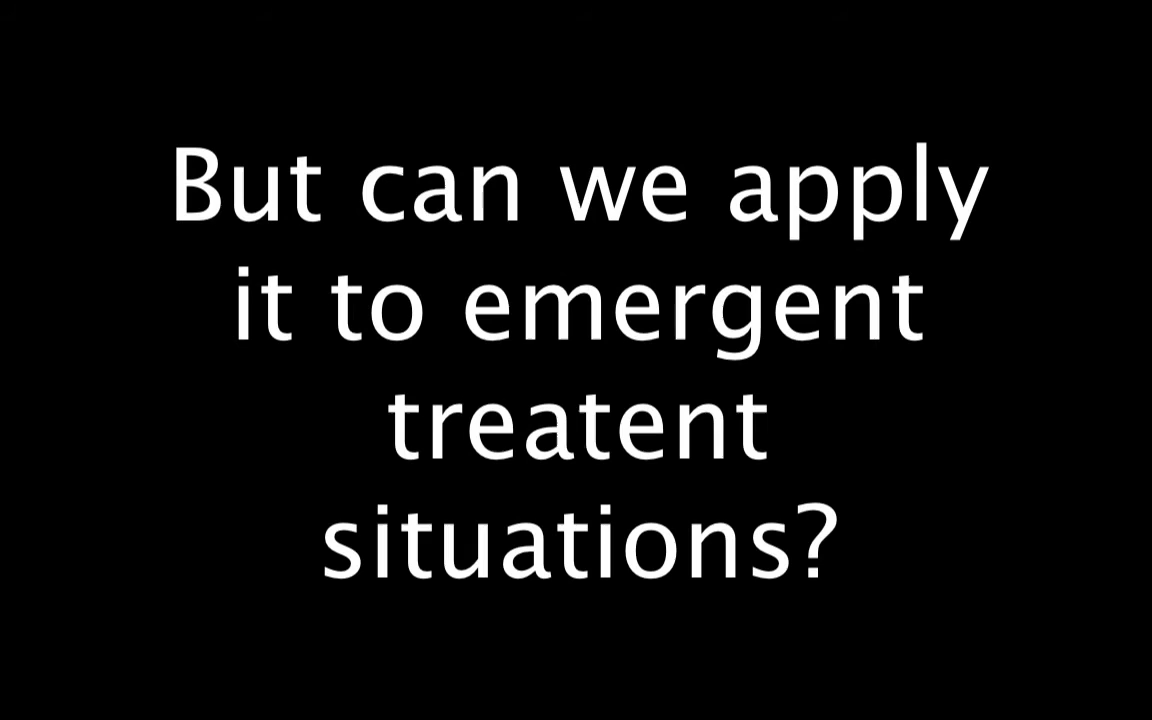 But can we apply
it to emergent
treatent
situations?